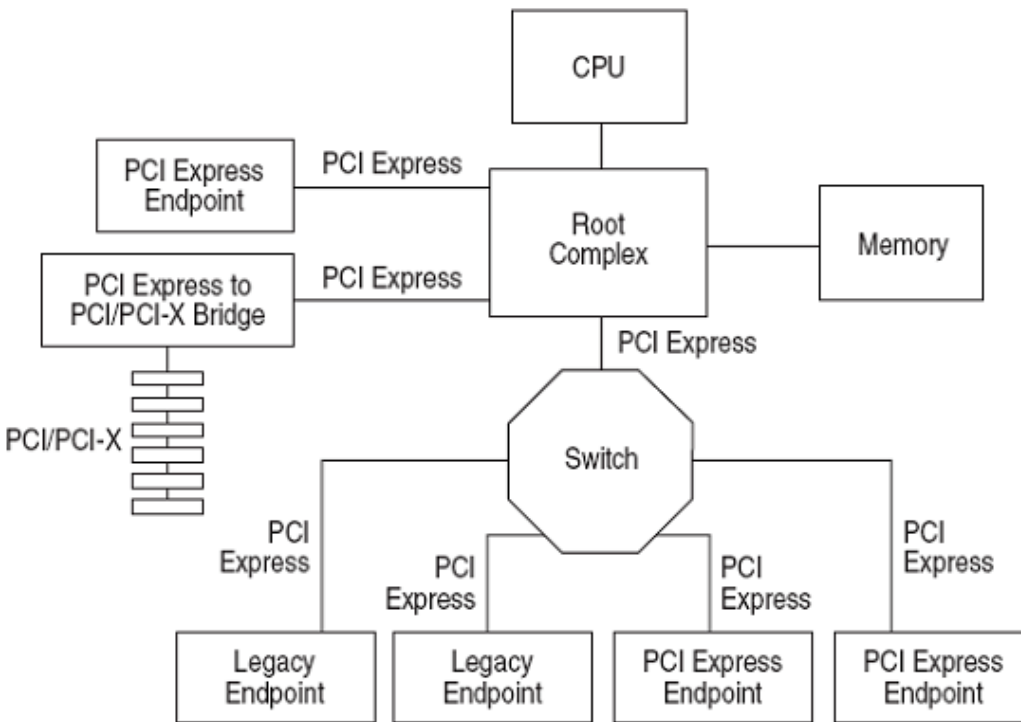 CPU
PCI Express
Endpoint
PCI Express
Root
Complex
Memory
PCI Express to
PCI/PCI-X Bridge
PCI Express
PCI Express
PCI/PCI-X
Switch
PCI
Express
PCI
Express
PCI
Express
PCI
Express
Legacy
Endpoint
Legacy
Endpoint
PCI Express
Endpoint
PCI Express
Endpoint